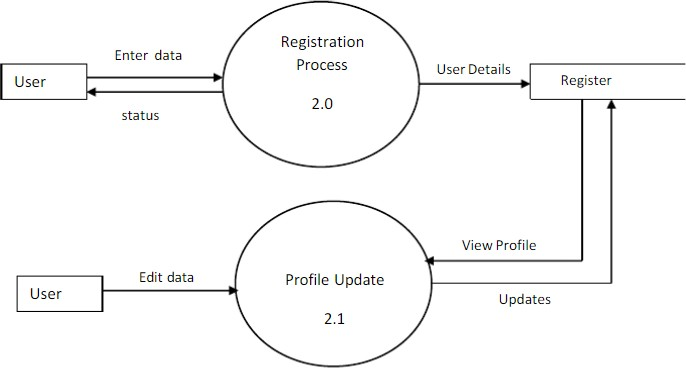 Enter data
Registration
Process
2.0
User Details
User
Register
status
View Profile
Edit data
Profile Update
2.1
User
Updates